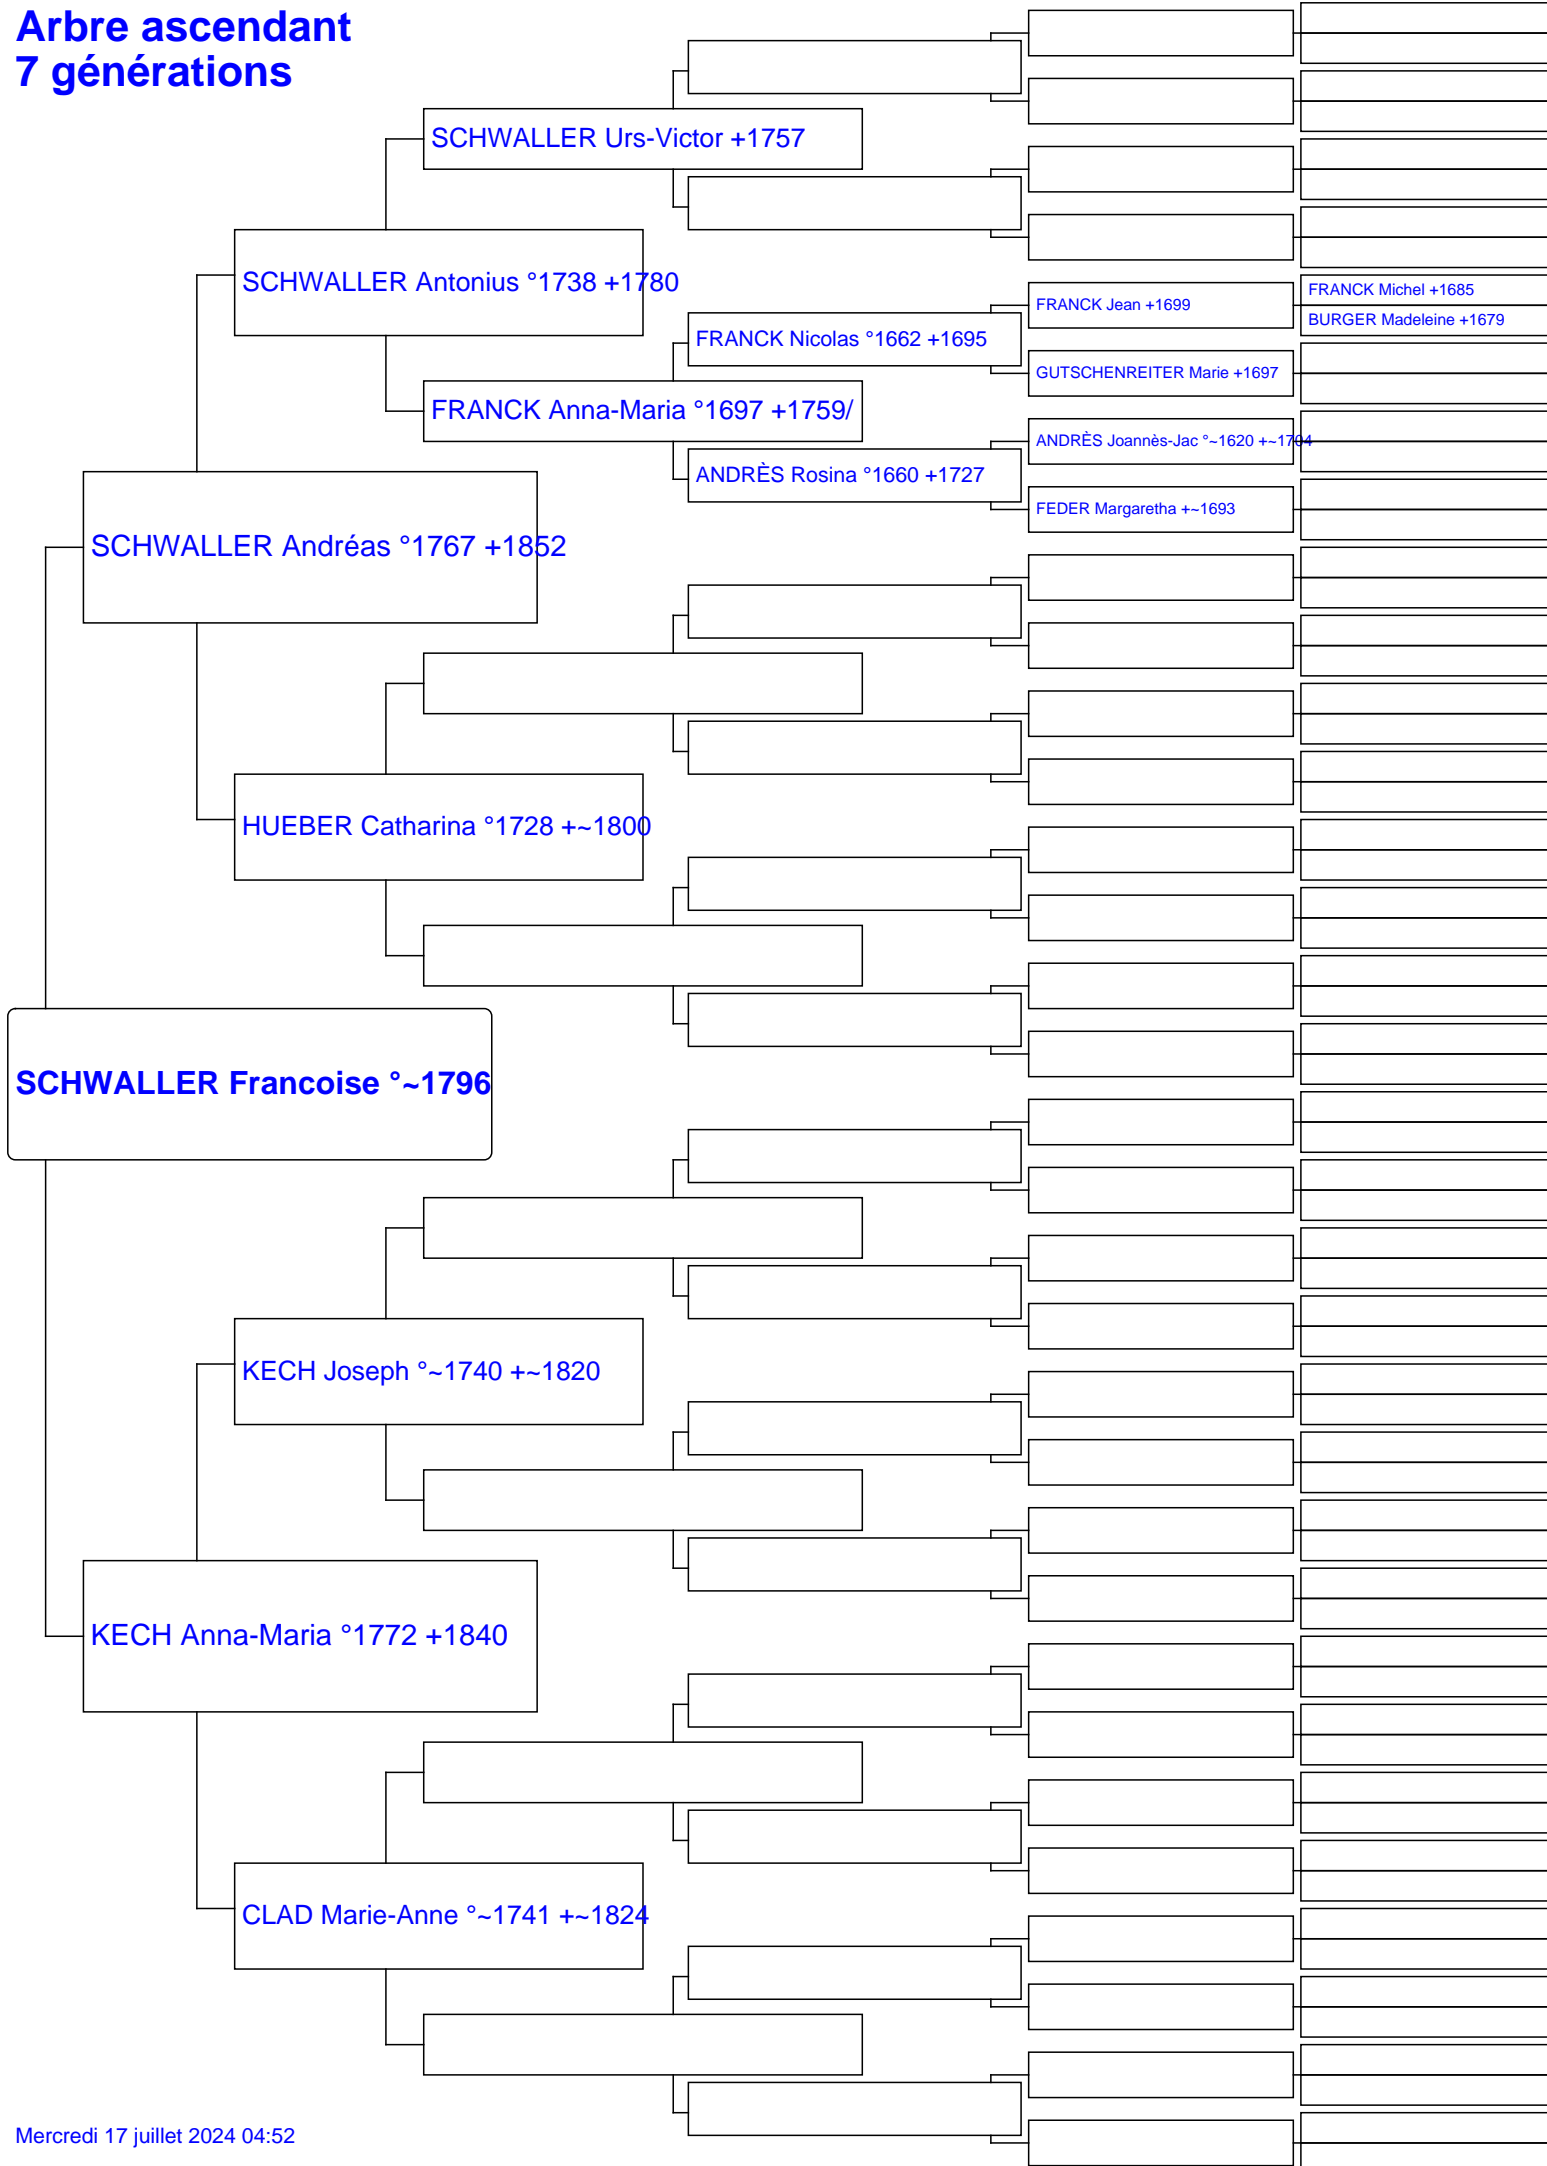 Arbre ascendant
7 générations
SCHWALLER Urs-Victor +1757
SCHWALLER Antonius °1738 +1780
FRANCK Michel +1685
FRANCK Jean +1699
BURGER Madeleine +1679
FRANCK Nicolas °1662 +1695
GUTSCHENREITER Marie +1697
FRANCK Anna-Maria °1697 +1759/
ANDRÈS Joannès-Jac °~1620 +~1704
ANDRÈS Rosina °1660 +1727
FEDER Margaretha +~1693
SCHWALLER Andréas °1767 +1852
HUEBER Catharina °1728 +~1800
SCHWALLER Francoise °~1796
KECH Joseph °~1740 +~1820
KECH Anna-Maria °1772 +1840
CLAD Marie-Anne °~1741 +~1824
Mercredi 17 juillet 2024 04:52